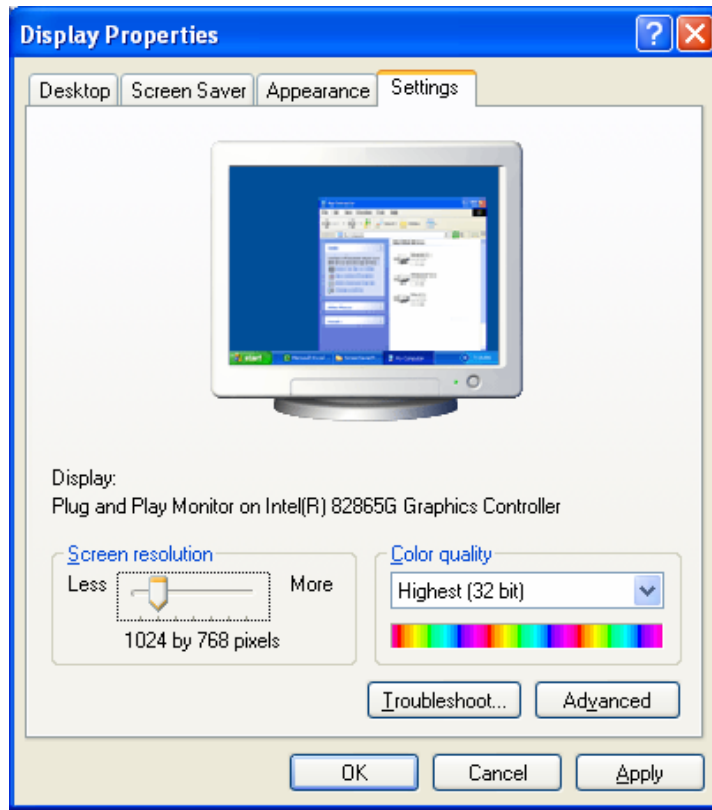 Display Properties
Desktop Screen Saver Appearance Settings
start
Display:
Plug and Play Monitor on Intel(R) 82865G Graphics Controller
Screen resolution
Less More
1024 by 768 pixels
Color quality
Highest (32 bit)
Troubleshoot... Advanced
OK Cancel Apply